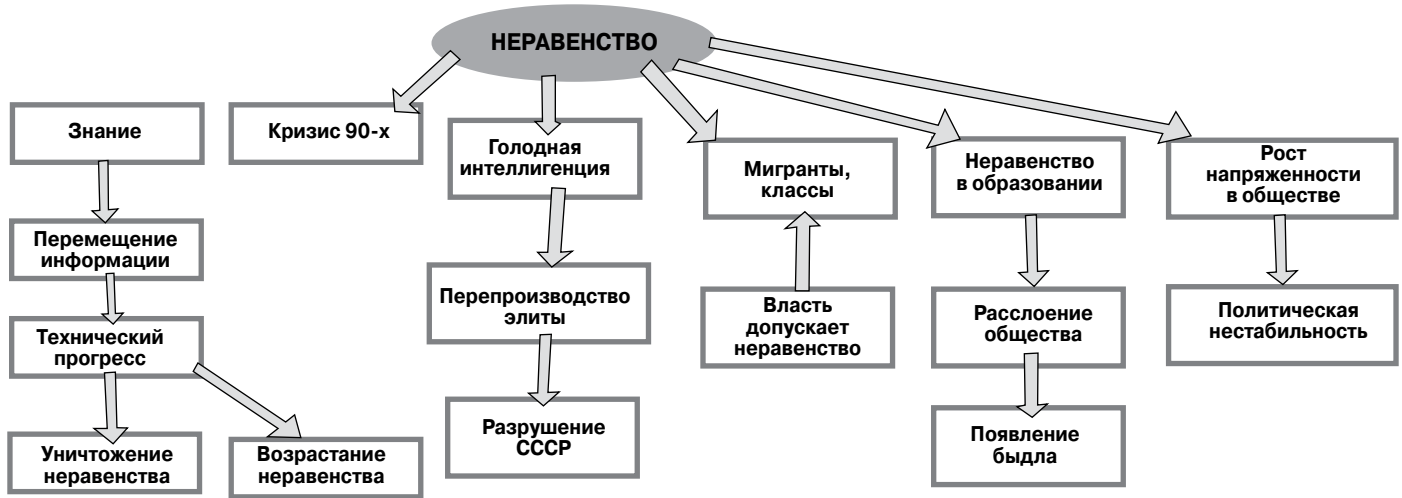 НЕРАВЕНСТВО
Знание
Перемещение
информации
Технический
прогресс
Уничтожение
неравенства
Возрастание
неравенства
Кризис 90-х
Голодная
интеллигенция
Перепроизводство
элиты
Разрушение
СССР
Мигранты,
классы
Власть
допускает
неравенство
Неравенство
в образовании
Расслоение
общества
Появление
быдла
Рост
напряженности
в обществе
Политическая
нестабильность